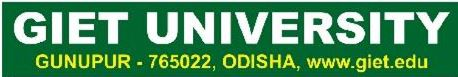 GIET UNIVERSITY
GUNUPUR - 765022, ODISHA, www.giet.edu